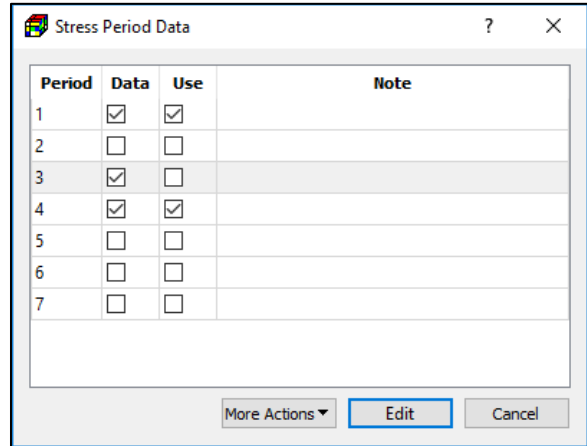 Stress Period Data ?
Period Data Use Note
1
2
3
4
5
6
7
More Actions Edit Cancel